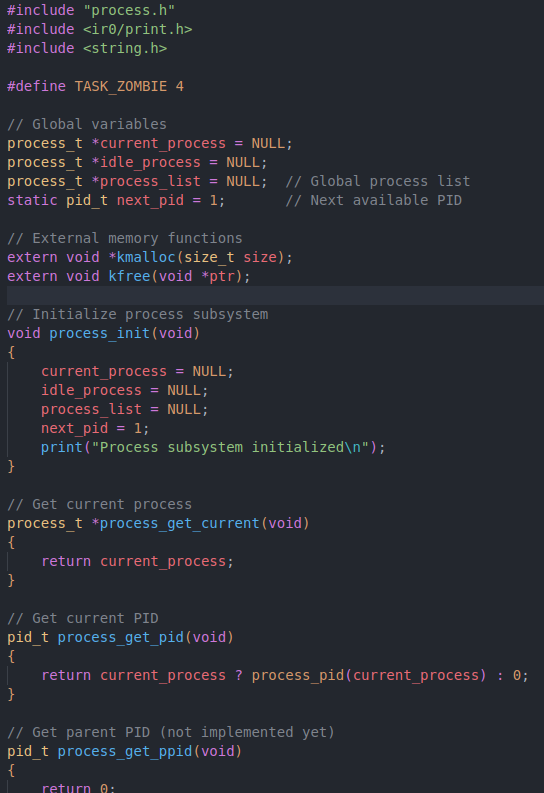 #include "process.h"
#include <ir0/print.h>
#include <string.h>

#define TASK_ZOMBIE 4

// Global variables
process_t *current_process = NULL;
process_t *idle_process = NULL;
process_t *process_list = NULL;  // Global process list
static pid_t next_pid = 1;       // Next available PID

// External memory functions
extern void *kmalloc(size_t size);
extern void kfree(void *ptr);

// Initialize process subsystem
void process_init(void)
{
    current_process = NULL;
    idle_process = NULL;
    process_list = NULL;
    next_pid = 1;
    print("Process subsystem initialized\n");
}

// Get current process
process_t *process_get_current(void)
{
    return current_process;
}

// Get current PID
pid_t process_get_pid(void)
{
    return current_process ? process_pid(current_process) : 0;
}

// Get parent PID (not implemented yet)
pid_t process_get_ppid(void)
{
    return 0;